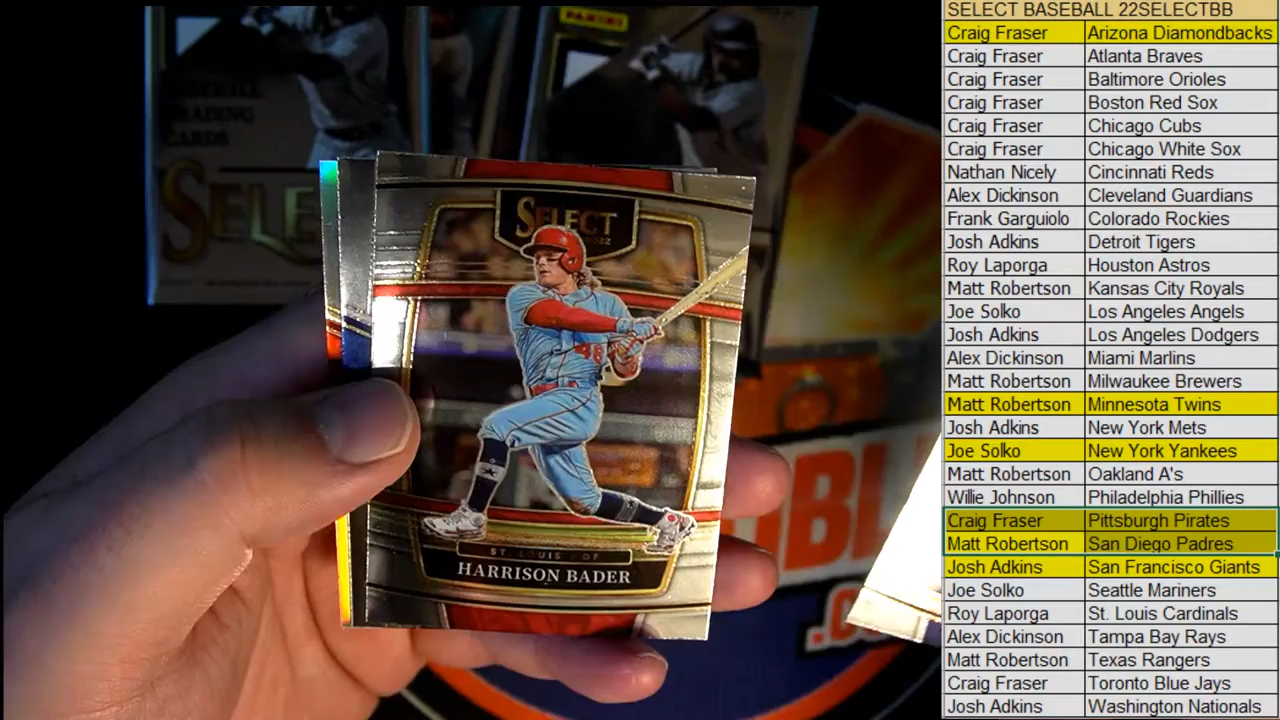 PANINI
BASEBALL
TRADING
CARDS
SELECT
SELECT
2022
48
ST. LOUIS · OF
HARRISON BADER
SELECT BASEBALL 22SELECTBB
Craig Fraser Arizona Diamondbacks
Craig Fraser Atlanta Braves
Craig Fraser Baltimore Orioles
Craig Fraser Boston Red Sox
Craig Fraser Chicago Cubs
Craig Fraser Chicago White Sox
Nathan Nicely Cincinnati Reds
Alex Dickinson Cleveland Guardians
Frank Garguiolo Colorado Rockies
Josh Adkins Detroit Tigers
Roy Laporga Houston Astros
Matt Robertson Kansas City Royals
Joe Solko Los Angeles Angels
Josh Adkins Los Angeles Dodgers
Alex Dickinson Miami Marlins
Matt Robertson Milwaukee Brewers
Matt Robertson Minnesota Twins
Josh Adkins New York Mets
Joe Solko New York Yankees
Matt Robertson Oakland A's
Willie Johnson Philadelphia Phillies
Craig Fraser Pittsburgh Pirates
Matt Robertson San Diego Padres
Josh Adkins San Francisco Giants
Joe Solko Seattle Mariners
Roy Laporga St. Louis Cardinals
Alex Dickinson Tampa Bay Rays
Matt Robertson Texas Rangers
Craig Fraser Toronto Blue Jays
Josh Adkins Washington Nationals